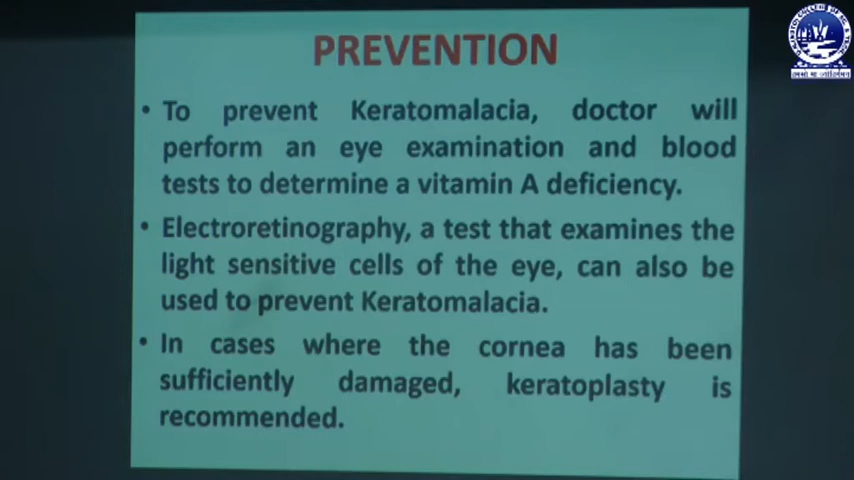 PREVENTION
• To prevent Keratomalacia, doctor will
perform an eye examination and blood
tests to determine a vitamin A deficiency.
• Electroretinography, a test that examines the
light sensitive cells of the eye, can also be
used to prevent Keratomalacia.
• In cases where the cornea has been
sufficiently damaged, keratoplasty is
recommended.
तमसो मा ज्योतिर्गमय